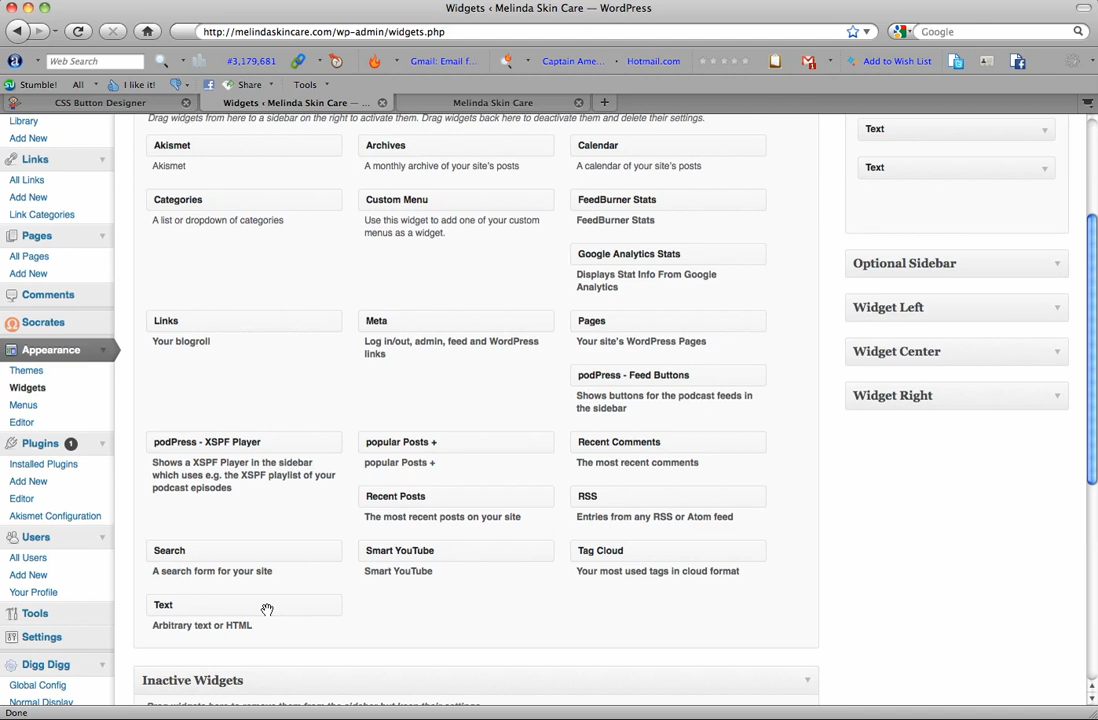 Widgets ‹ Melinda Skin Care — WordPress
http://melindaskincare.com/wp-admin/widgets.php
Google
Web Search
#3,179,681
Gmail: Email f...
Captain Ame...
Hotmail.com
Add to Wish List
Stumble!
All
I like it!
Share
Tools
CSS Button Designer
Widgets ‹ Melinda Skin Care — ...
Melinda Skin Care
Library
Add New
Links
All Links
Add New
Link Categories
Pages
All Pages
Add New
Comments
Socrates
Appearance
Themes
Widgets
Menus
Editor
Plugins 1
Installed Plugins
Add New
Editor
Akismet Configuration
Users
All Users
Add New
Your Profile
Tools
Settings
Digg Digg
Global Config
Normal Display
Drag widgets from here to a sidebar on the right to activate them. Drag widgets back here to deactivate them and delete their settings.
Akismet
Akismet
Archives
A monthly archive of your site's posts
Calendar
A calendar of your site's posts
Categories
A list or dropdown of categories
Custom Menu
Use this widget to add one of your custom
menus as a widget.
FeedBurner Stats
FeedBurner Stats
Google Analytics Stats
Displays Stat Info From Google
Analytics
Links
Your blogroll
Meta
Log in/out, admin, feed and WordPress
links
Pages
Your site's WordPress Pages
podPress - Feed Buttons
Shows buttons for the podcast feeds in
the sidebar
podPress - XSPF Player
Shows a XSPF Player in the sidebar
which uses e.g. the XSPF playlist of your
podcast episodes
popular Posts +
popular Posts +
Recent Comments
The most recent comments
Recent Posts
The most recent posts on your site
RSS
Entries from any RSS or Atom feed
Search
A search form for your site
Smart YouTube
Smart YouTube
Tag Cloud
Your most used tags in cloud format
Text
Arbitrary text or HTML
Inactive Widgets
Text
Text
Optional Sidebar
Widget Left
Widget Center
Widget Right
Done